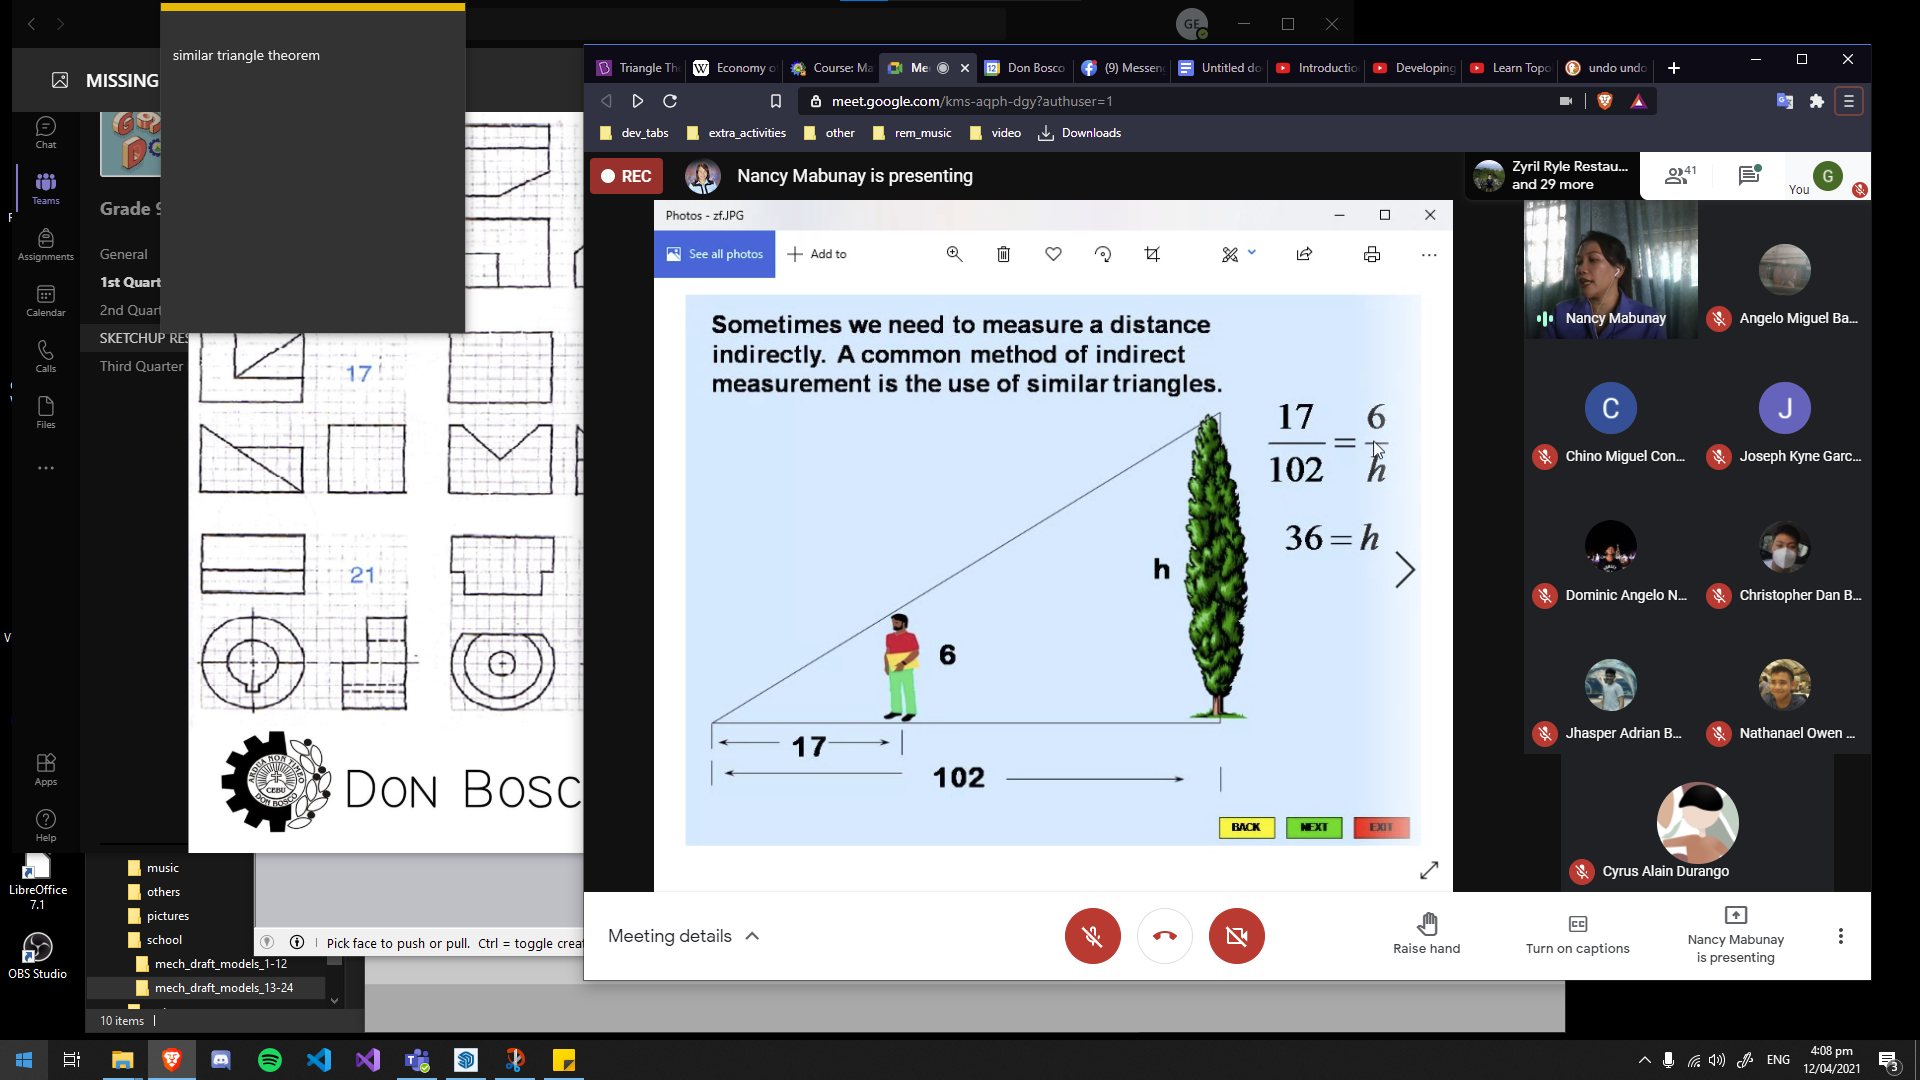 similar triangle theorem
GE
MISSING
Chat
Teams
Assignments
Calendar
Calls
Files
Apps
Help
Grade 9
General
1st Quart
2nd Quart
SKETCHUP RES
Third Quarter
17
21
CEBU
DON BOSCO
DON BOSC
Triangle Th
Economy o
Course: Ma
Me
Don Bosco
(9) Messen
Untitled do
Introductio
Developing
Learn Topo
undo undo
meet.google.com/kms-aqph-dgy?authuser=1
dev_tabs
extra_activities
other
rem_music
video
Downloads
REC
Nancy Mabunay is presenting
Zyril Ryle Restau...
and 29 more
41
You
G
Photos - zf.JPG
See all photos
Add to
Sometimes we need to measure a distance
indirectly. A common method of indirect
measurement is the use of similar triangles.
17/102 = 6/h
36 = h
h
6
17
102
BACK
NEXT
EXIT
Nancy Mabunay
Angelo Miguel Ba...
C
J
Chino Miguel Con...
Joseph Kyne Garc...
Dominic Angelo N...
Christopher Dan B...
Jhasper Adrian B...
Nathanael Owen ...
Cyrus Alain Durango
Meeting details
Raise hand
Turn on captions
Nancy Mabunay
is presenting
LibreOffice
7.1
OBS Studio
music
others
pictures
school
mech_draft_models_1-12
mech_draft_models_13-24
10 items
Pick face to push or pull. Ctrl = toggle creat
ENG
4:08 pm
12/04/2021
3